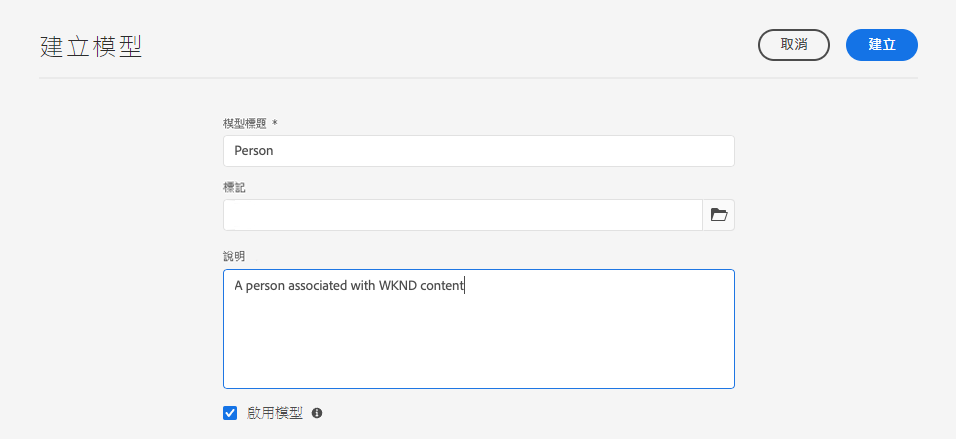 建立模型
取消
建立
模型標題 *
Person
標記
說明
A person associated with WKND content
啟用模型